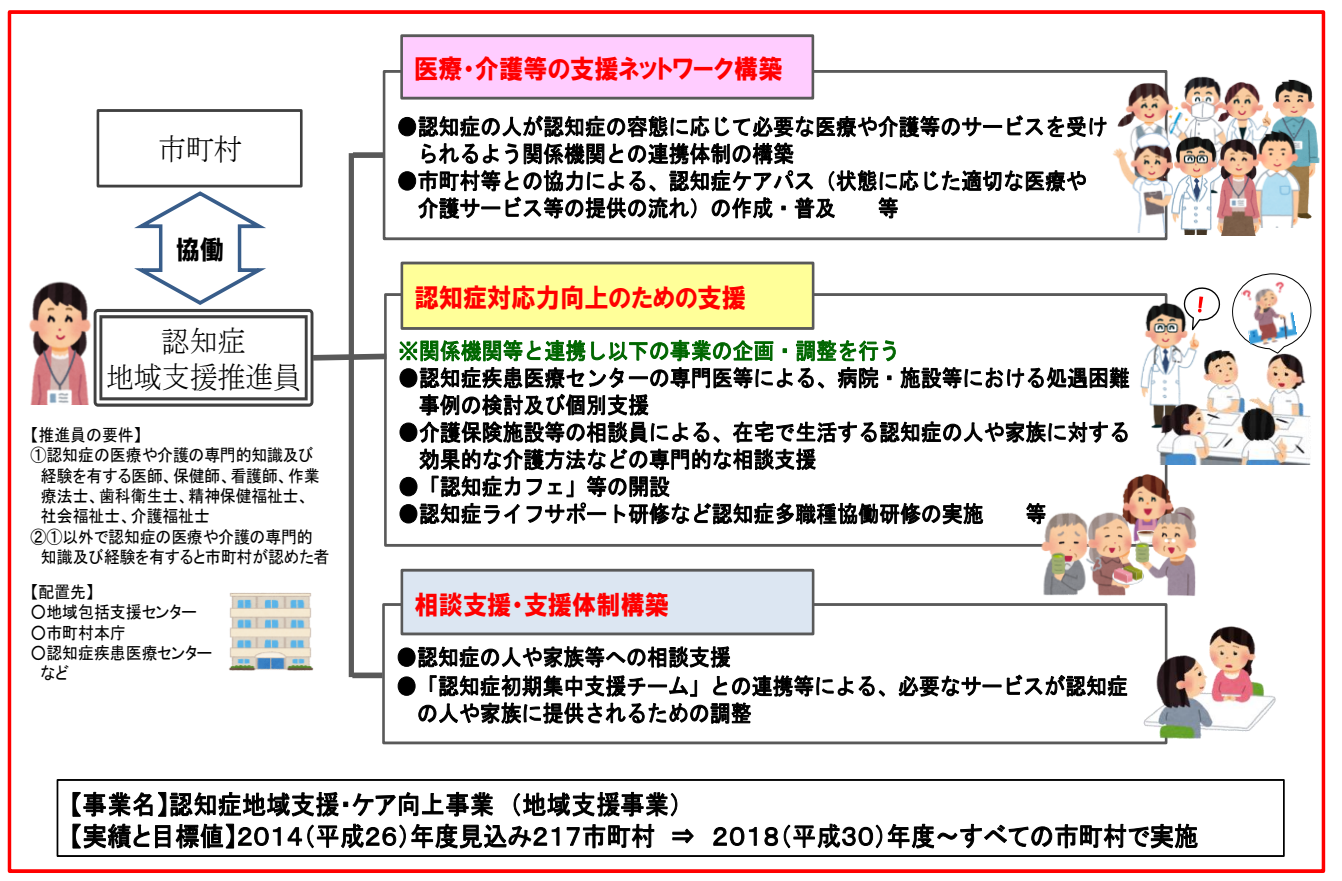 市町村
協働
認知症
地域支援推進員
【推進員の要件】
①認知症の医療や介護の専門的知識及び
経験を有する医師、保健師、看護師、作業
療法士、歯科衛生士、精神保健福祉士、
社会福祉士、介護福祉士
②①以外で認知症の医療や介護の専門的
知識及び経験を有すると市町村が認めた者
【配置先】
○地域包括支援センター
○市町村本庁
○認知症疾患医療センター
など
医療・介護等の支援ネットワーク構築
●認知症の人が認知症の容態に応じて必要な医療や介護等のサービスを受け
られるよう関係機関との連携体制の構築
●市町村等との協力による、認知症ケアパス（状態に応じた適切な医療や
介護サービス等の提供の流れ）の作成・普及　　等
認知症対応力向上のための支援
※関係機関等と連携し以下の事業の企画・調整を行う
●認知症疾患医療センターの専門医等による、病院・施設等における処遇困難
事例の検討及び個別支援
●介護保険施設等の相談員による、在宅で生活する認知症の人や家族に対する
効果的な介護方法などの専門的な相談支援
●「認知症カフェ」等の開設
●認知症ライフサポート研修など認知症多職種協働研修の実施　　等
!
? ?
相談支援・支援体制構築
●認知症の人や家族等への相談支援
●「認知症初期集中支援チーム」との連携等による、必要なサービスが認知症
の人や家族に提供されるための調整
【事業名】認知症地域支援・ケア向上事業 （地域支援事業）
【実績と目標値】2014（平成26）年度見込み217市町村 ⇒ 2018（平成30）年度～すべての市町村で実施